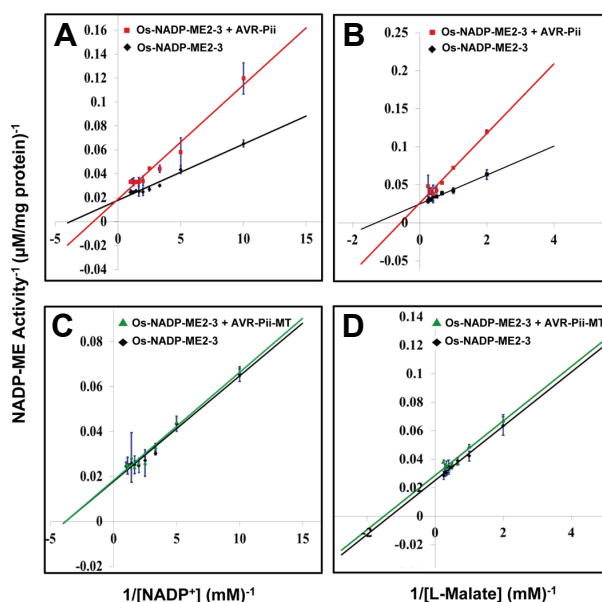 NADP-ME Activity⁻¹ (µM/mg protein)⁻¹
A
Os-NADP-ME2-3 + AVR-Pii
Os-NADP-ME2-3
0.16
0.14
0.12
0.1
0.08
0.06
0.04
0.02
0
-0.02
-0.04
-5 0 5 10 15
B
Os-NADP-ME2-3 + AVR-Pii
Os-NADP-ME2-3
0.25
0.2
0.15
0.1
0.05
0
-0.05
-2 0 2 4
C
Os-NADP-ME2-3 + AVR-Pii-MT
Os-NADP-ME2-3
0.08
0.06
0.04
0.02
0
-5 0 5 10 15
D
Os-NADP-ME2-3 + AVR-Pii-MT
Os-NADP-ME2-3
0.14
0.12
0.1
0.08
0.06
0.04
0.02
0
-0.02
-2 0 2 4
1/[NADP⁺] (mM)⁻¹
1/[L-Malate] (mM)⁻¹